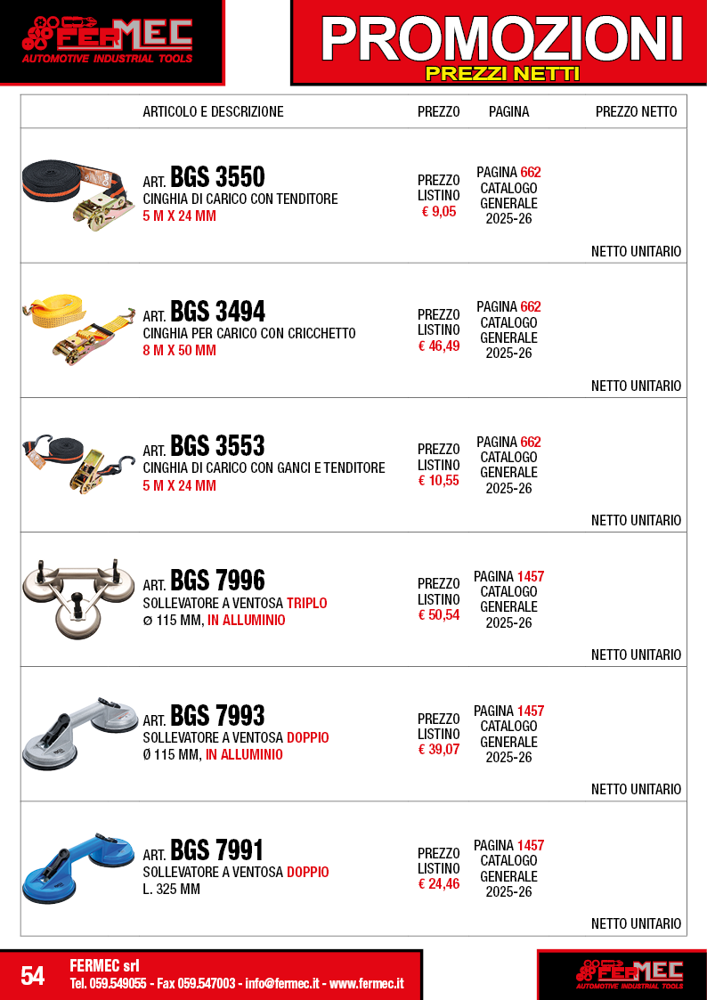 FERMEC
AUTOMOTIVE INDUSTRIAL TOOLS
PROMOZIONI
PREZZI NETTI
ARTICOLO E DESCRIZIONE PREZZO PAGINA PREZZO NETTO
ART. BGS 3550
CINGHIA DI CARICO CON TENDITORE
5 M X 24 MM
PREZZO
LISTINO
€ 9,05
PAGINA 662
CATALOGO
GENERALE
2025-26
NETTO UNITARIO
ART. BGS 3494
CINGHIA PER CARICO CON CRICCHETTO
8 M X 50 MM
PREZZO
LISTINO
€ 46,49
PAGINA 662
CATALOGO
GENERALE
2025-26
NETTO UNITARIO
ART. BGS 3553
CINGHIA DI CARICO CON GANCI E TENDITORE
5 M X 24 MM
PREZZO
LISTINO
€ 10,55
PAGINA 662
CATALOGO
GENERALE
2025-26
NETTO UNITARIO
ART. BGS 7996
SOLLEVATORE A VENTOSA TRIPLO
Ø 115 MM, IN ALLUMINIO
PREZZO
LISTINO
€ 50,54
PAGINA 1457
CATALOGO
GENERALE
2025-26
NETTO UNITARIO
ART. BGS 7993
SOLLEVATORE A VENTOSA DOPPIO
Ø 115 MM, IN ALLUMINIO
PREZZO
LISTINO
€ 39,07
PAGINA 1457
CATALOGO
GENERALE
2025-26
NETTO UNITARIO
ART. BGS 7991
SOLLEVATORE A VENTOSA DOPPIO
L. 325 MM
PREZZO
LISTINO
€ 24,46
PAGINA 1457
CATALOGO
GENERALE
2025-26
NETTO UNITARIO
54
FERMEC srl
Tel. 059.549055 - Fax 059.547003 - info@fermec.it - www.fermec.it
FERMEC
AUTOMOTIVE INDUSTRIAL TOOLS